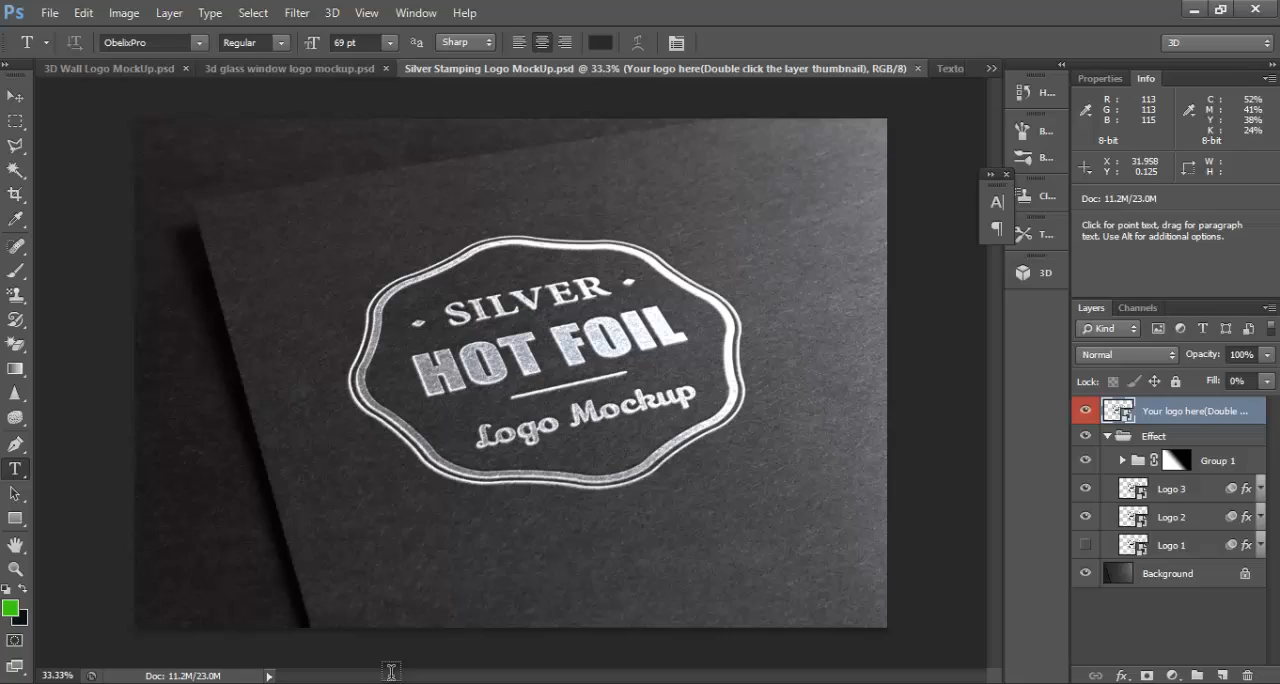 Ps File Edit Image Layer Type Select Filter 3D View Window Help
T ObelixPro Regular 69 pt aa Sharp 3D
3D Wall Logo MockUp.psd × 3d glass window logo mockup.psd × Silver Stamping Logo MockUp.psd @ 33.3% (Your logo here(Double click the layer thumbnail), RGB/8) × Texto
SILVER
HOT FOIL
Logo Mockup
H...
B...
B...
Cl...
T...
3D
Properties Info
R : 113 C : 52%
G : 113 M : 41%
B : 115 Y : 38%
K : 24%
8-bit 8-bit
X : 31.958 W :
Y : 0.125 H :
Doc: 11.2M/23.0M
Click for point text, drag for paragraph
text. Use Alt for additional options.
Layers Channels
Kind
Normal Opacity: 100%
Lock: Fill: 0%
Your logo here(Double ...
Effect
Group 1
Logo 3 fx
Logo 2 fx
Logo 1 fx
Background
33.33% Doc: 11.2M/23.0M
fx